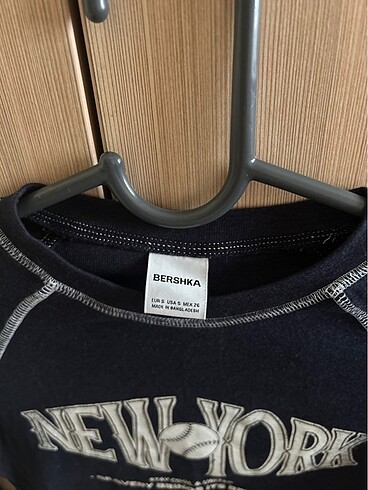 BERSHKA
EUR S USA S MEX 26
MADE IN BANGLADESH
NEW YORK